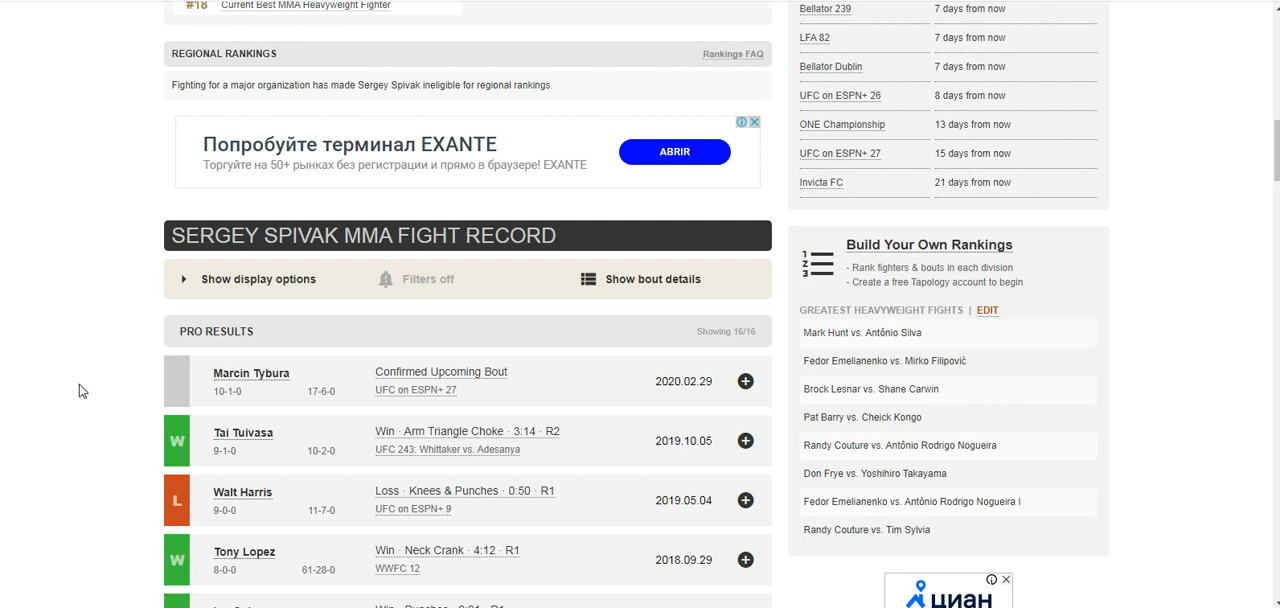 #18 Current Best MMA Heavyweight Fighter
REGIONAL RANKINGS Rankings FAQ
Fighting for a major organization has made Sergey Spivak ineligible for regional rankings.
Попробуйте терминал EXANTE
Торгуйте на 50+ рынках без регистрации и прямо в браузере! EXANTE
ABRIR
SERGEY SPIVAK MMA FIGHT RECORD
Show display options Filters off Show bout details
PRO RESULTS Showing 16/16
Marcin Tybura Confirmed Upcoming Bout 2020.02.29
10-1-0 17-6-0 UFC on ESPN+ 27
W Tai Tuivasa Win · Arm Triangle Choke · 3:14 · R2 2019.10.05
9-1-0 10-2-0 UFC 243: Whittaker vs. Adesanya
L Walt Harris Loss · Knees & Punches · 0:50 · R1 2019.05.04
9-0-0 11-7-0 UFC on ESPN+ 9
W Tony Lopez Win · Neck Crank · 4:12 · R1 2018.09.29
8-0-0 61-28-0 WWFC 12
Bellator 239 7 days from now
LFA 82 7 days from now
Bellator Dublin 7 days from now
UFC on ESPN+ 26 8 days from now
ONE Championship 13 days from now
UFC on ESPN+ 27 15 days from now
Invicta FC 21 days from now
1 2 3
Build Your Own Rankings
- Rank fighters & bouts in each division
- Create a free Tapology account to begin
GREATEST HEAVYWEIGHT FIGHTS | EDIT
Mark Hunt vs. Antônio Silva
Fedor Emelianenko vs. Mirko Filipović
Brock Lesnar vs. Shane Carwin
Pat Barry vs. Cheick Kongo
Randy Couture vs. Antônio Rodrigo Nogueira
Don Frye vs. Yoshihiro Takayama
Fedor Emelianenko vs. Antônio Rodrigo Nogueira I
Randy Couture vs. Tim Sylvia
циан